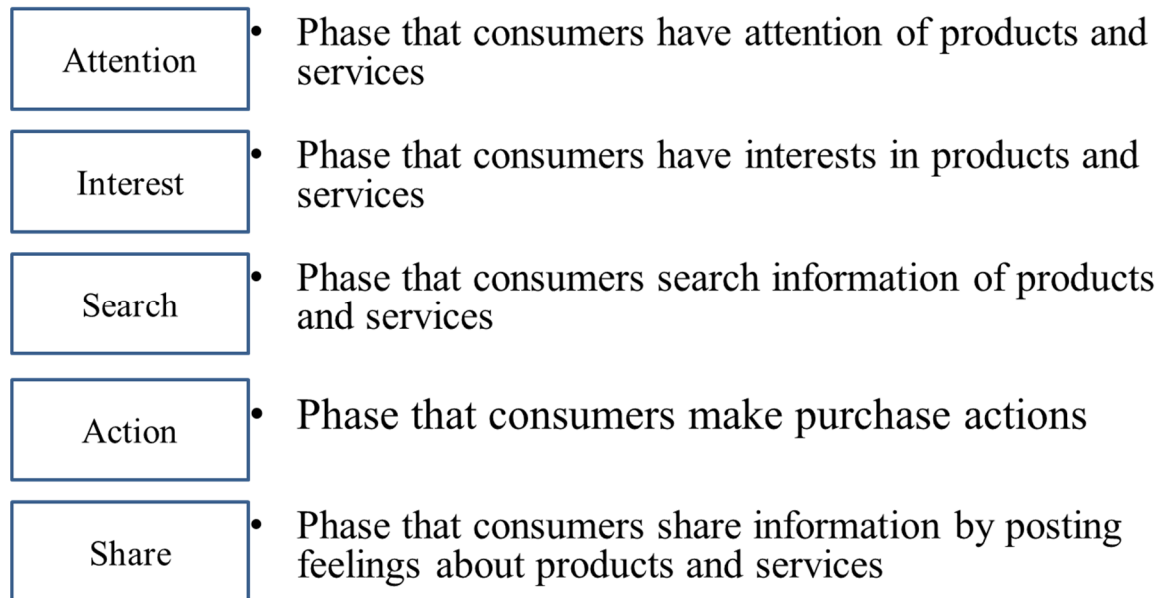 Attention
• Phase that consumers have attention of products and
services
Interest
• Phase that consumers have interests in products and
services
Search
• Phase that consumers search information of products
and services
Action
• Phase that consumers make purchase actions
Share
• Phase that consumers share information by posting
feelings about products and services